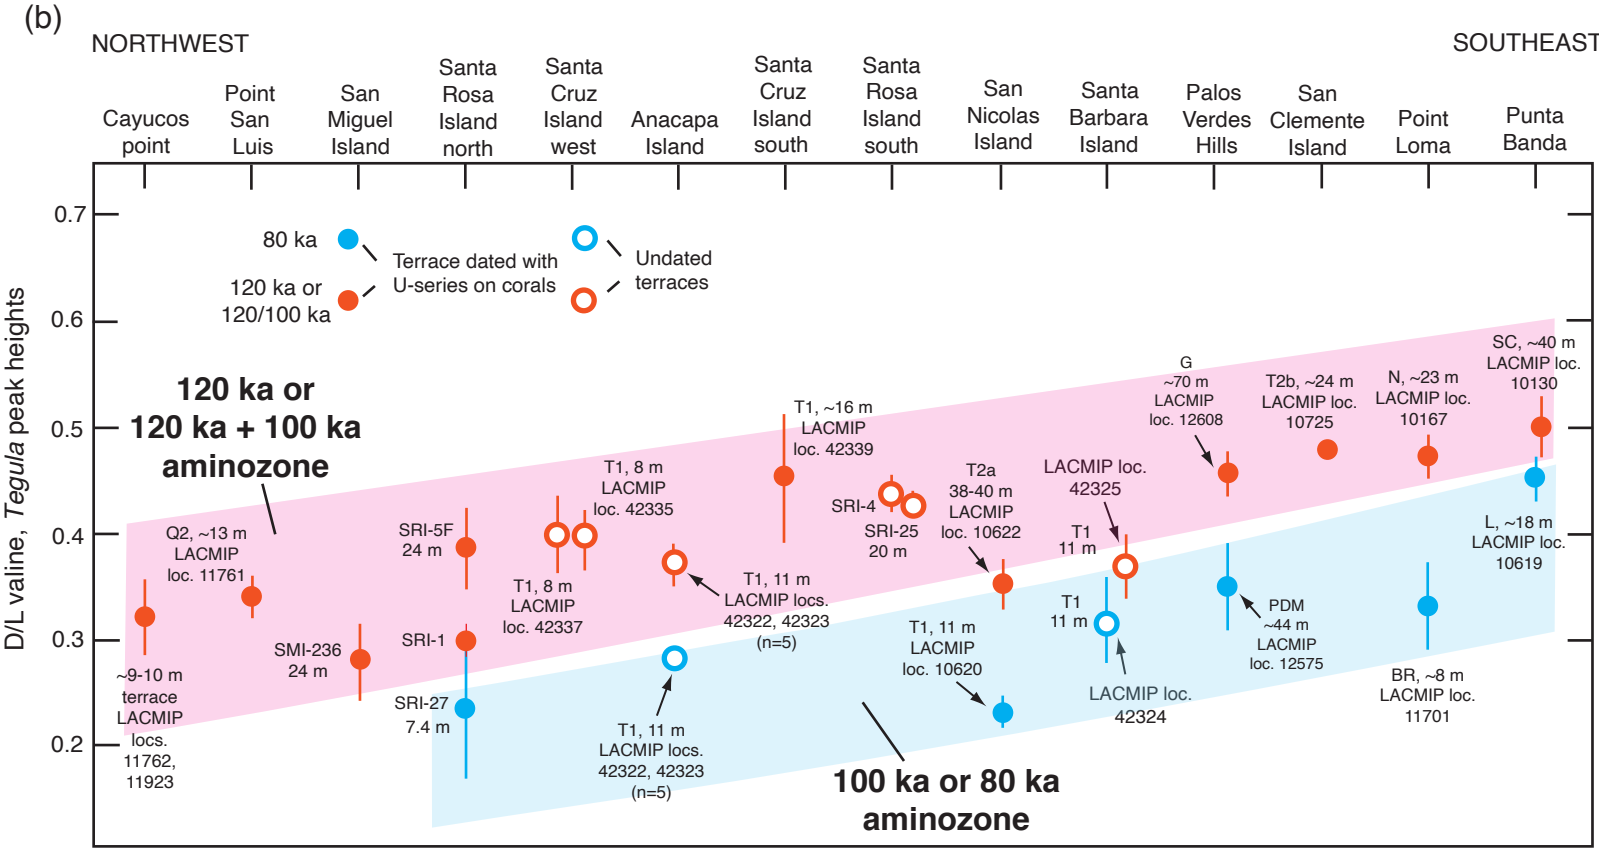 (b)
NORTHWEST
SOUTHEAST
Cayucos
point
Point
San
Luis
San
Miguel
Island
Santa
Rosa
Island
north
Santa
Cruz
Island
west
Anacapa
Island
Santa
Cruz
Island
south
Santa
Rosa
Island
south
San
Nicolas
Island
Santa
Barbara
Island
Palos
Verdes
Hills
San
Clemente
Island
Point
Loma
Punta
Banda
D/L valine, Tegula peak heights
0.7
0.6
0.5
0.4
0.3
0.2
80 ka
120 ka or
120/100 ka
Terrace dated with
U-series on corals
Undated
terraces
120 ka or
120 ka + 100 ka
aminozone
Q2, ~13 m
LACMIP
loc. 11761
~9-10 m
terrace
LACMIP
locs.
11762,
11923
SMI-236
24 m
SRI-5F
24 m
SRI-1
SRI-27
7.4 m
T1, 8 m
LACMIP
loc. 42335
T1, 8 m
LACMIP
loc. 42337
T1, 11 m
LACMIP locs.
42322, 42323
(n=5)
T1, 11 m
LACMIP locs.
42322, 42323
(n=5)
T1, ~16 m
LACMIP
loc. 42339
SRI-4
SRI-25
20 m
T2a
38-40 m
LACMIP
loc. 10622
T1, 11 m
LACMIP
loc. 10620
LACMIP loc.
42325
T1
11 m
T1
11 m
LACMIP loc.
42324
G
~70 m
LACMIP
loc. 12608
PDM
~44 m
LACMIP
loc. 12575
T2b, ~24 m
LACMIP loc.
10725
N, ~23 m
LACMIP loc.
10167
BR, ~8 m
LACMIP loc.
11701
SC, ~40 m
LACMIP loc.
10130
L, ~18 m
LACMIP loc.
10619
100 ka or 80 ka
aminozone